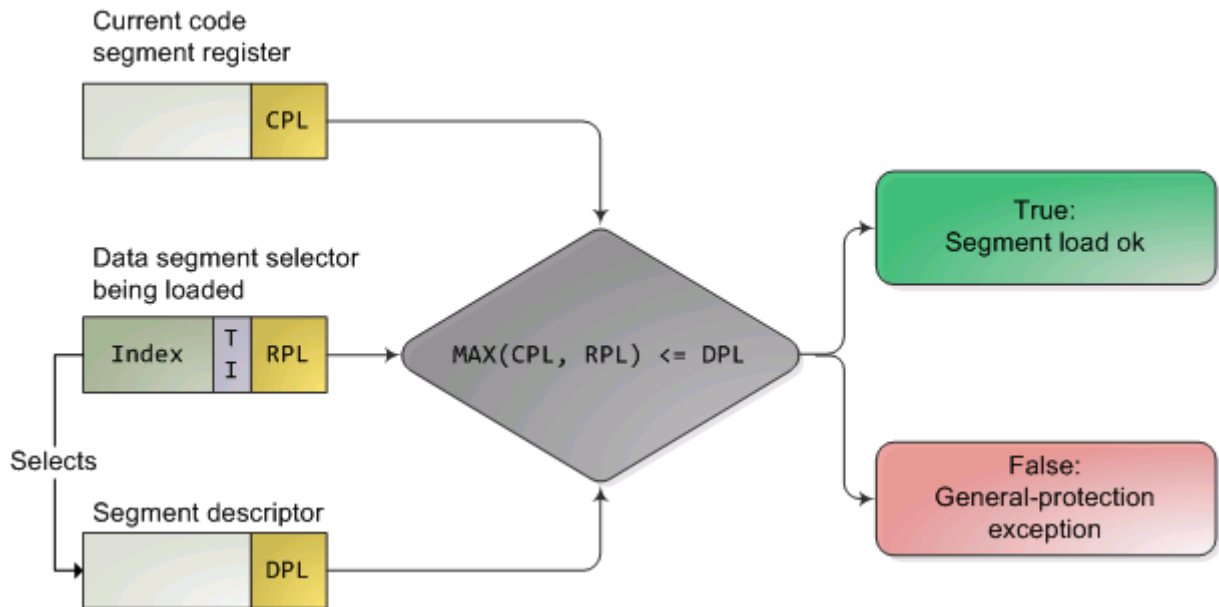 Current code
segment register
CPL
Data segment selector
being loaded
Index
T
I
RPL
Selects
Segment descriptor
DPL
MAX(CPL, RPL) <= DPL
True:
Segment load ok
False:
General-protection
exception